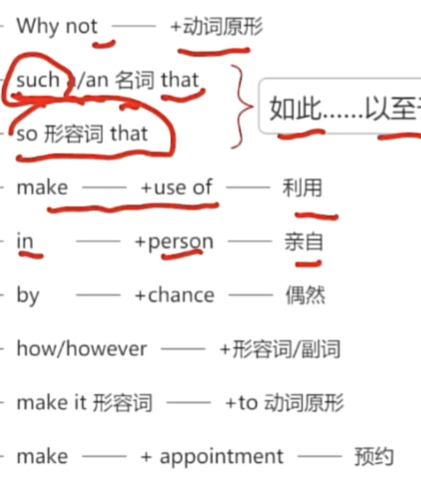 Why not —— +动词原形
such a/an 名词 that
so 形容词 that
如此……以至于
make —— +use of —— 利用
in —— +person —— 亲自
by —— +chance —— 偶然
how/however —— +形容词/副词
make it 形容词 —— +to 动词原形
make —— + appointment —— 预约